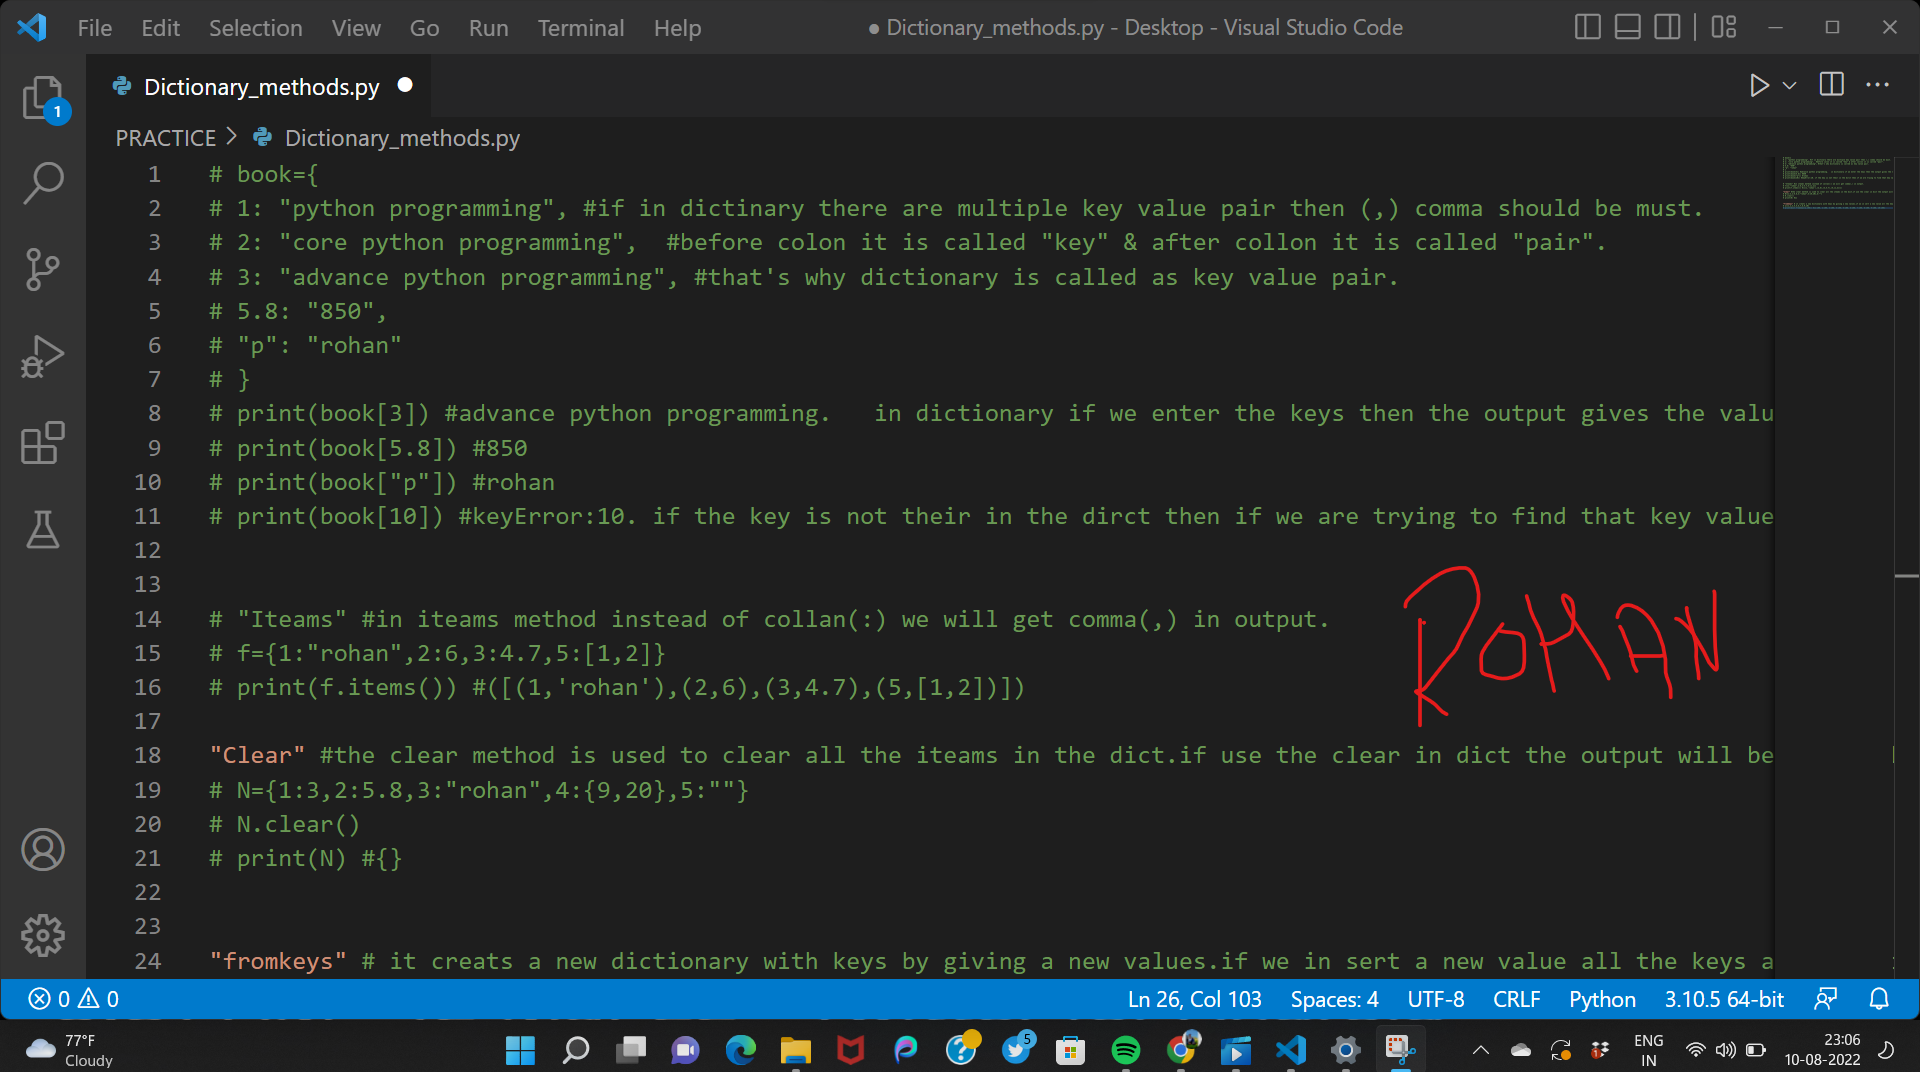 File Edit Selection View Go Run Terminal Help ● Dictionary_methods.py - Desktop - Visual Studio Code
Dictionary_methods.py
1
PRACTICE > Dictionary_methods.py
1 # book={
2 # 1: "python programming", #if in dictinary there are multiple key value pair then (,) comma should be must.
3 # 2: "core python programming",  #before colon it is called "key" & after collon it is called "pair".
4 # 3: "advance python programming", #that's why dictionary is called as key value pair.
5 # 5.8: "850",
6 # "p": "rohan"
7 # }
8 # print(book[3]) #advance python programming.   in dictionary if we enter the keys then the output gives the valu
9 # print(book[5.8]) #850
10 # print(book["p"]) #rohan
11 # print(book[10]) #keyError:10. if the key is not their in the dirct then if we are trying to find that key value
12
13
14 # "Iteams" #in iteams method instead of collan(:) we will get comma(,) in output.
15 # f={1:"rohan",2:6,3:4.7,5:[1,2]}
16 # print(f.items()) #([(1,'rohan'),(2,6),(3,4.7),(5,[1,2])])
ROHAN
17
18 "Clear" #the clear method is used to clear all the iteams in the dict.if use the clear in dict the output will be
19 # N={1:3,2:5.8,3:"rohan",4:{9,20},5:""}
20 # N.clear()
21 # print(N) #{}
22
23
24 "fromkeys" # it creats a new dictionary with keys by giving a new values.if we in sert a new value all the keys a
0 0 Ln 26, Col 103 Spaces: 4 UTF-8 CRLF Python 3.10.5 64-bit
77°F
Cloudy
5
ENG
IN
23:06
10-08-2022